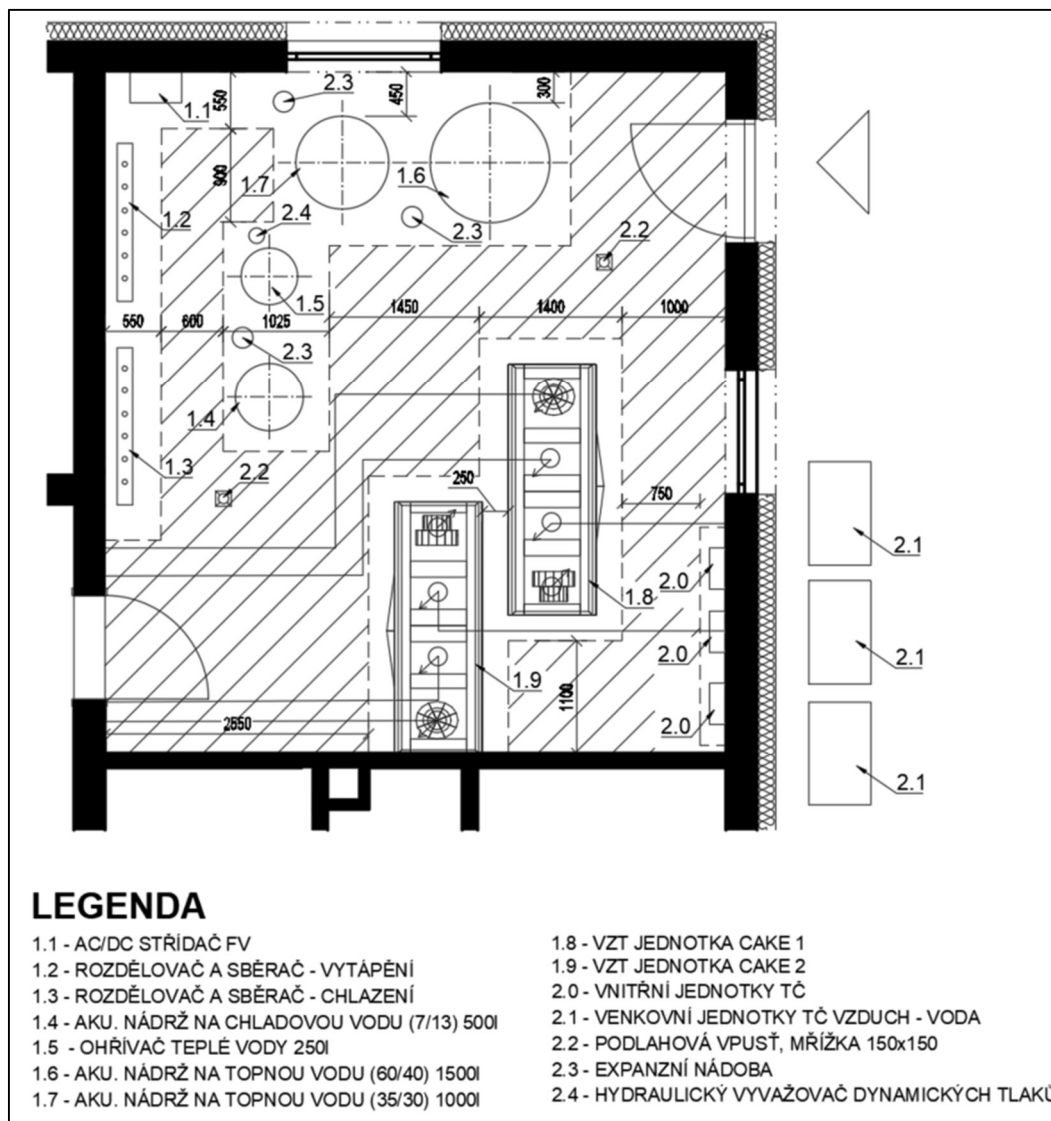 2.3
1.1
550
450
300
900
1.7
1.6
1.2
2.4
2.3
2.2
1.5
550
600
1025
1450
1400
1000
2.3
1.4
1.3
2.2
250
750
2.1
2.0
1.8
2.0
2.1
1.9
1100
2.0
2550
2.1
LEGENDA
1.1 - AC/DC STŘÍDAČ FV
1.2 - ROZDĚLOVAČ A SBĚRAČ - VYTÁPĚNÍ
1.3 - ROZDĚLOVAČ A SBĚRAČ - CHLAZENÍ
1.4 - AKU. NÁDRŽ NA CHLADOVOU VODU (7/13) 500l
1.5 - OHŘÍVAČ TEPLÉ VODY 250l
1.6 - AKU. NÁDRŽ NA TOPNOU VODU (60/40) 1500l
1.7 - AKU. NÁDRŽ NA TOPNOU VODU (35/30) 1000l
1.8 - VZT JEDNOTKA CAKE 1
1.9 - VZT JEDNOTKA CAKE 2
2.0 - VNITŘNÍ JEDNOTKY TČ
2.1 - VENKOVNÍ JEDNOTKY TČ VZDUCH - VODA
2.2 - PODLAHOVÁ VPUSŤ, MŘÍŽKA 150x150
2.3 - EXPANZNÍ NÁDOBA
2.4 - HYDRAULICKÝ VYVAŽOVAČ DYNAMICKÝCH TLAKŮ